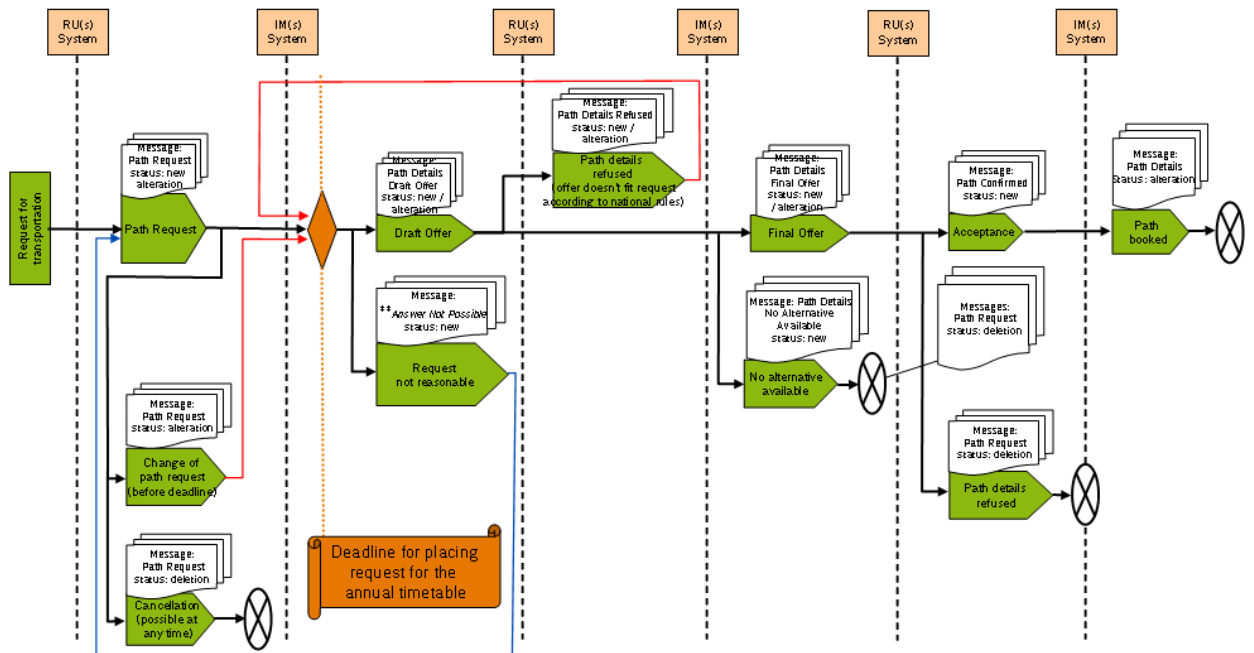 RU(s)
System
IM(s)
System
RU(s)
System
IM(s)
System
RU(s)
System
IM(s)
System
Request for
transportation
Message:
Path Request
status: new
alteration
Path Request
Message:
Path Details
Draft Offer
status: new /
alteration
Draft Offer
Message:
Path Details Refused
status: new /
alteration
Path details
refused
(offer doesn't fit request
according to national rules)
Message:
Path Details
Final Offer
status: new
/ alteration
Final Offer
Message:
Path Confirmed
status: new
Acceptance
Message:
Path Details
Status: alteration
Path
booked
Message:
**Answer Not Possible
status: new
Request
not reasonable
Message: Path Details
No Alternative
Available
status: new
No alternative
available
Messages:
Path Request
status: deletion
Message:
Path Request
status: alteration
Change of
path request
(before deadline)
Message:
Path Request
status: deletion
Path details
refused
Deadline for placing
request for the
annual timetable
Message:
Path Request
status: deletion
Cancellation
(possible at
any time)